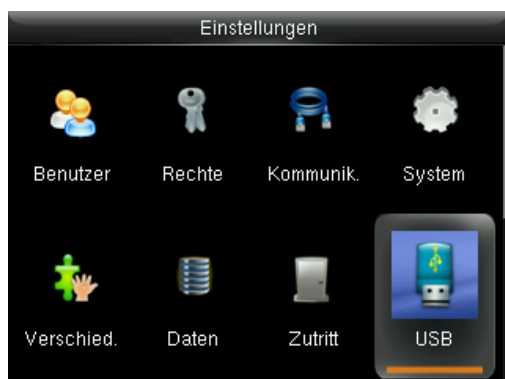 Einstellungen
Benutzer Rechte Kommunik. System
Verschied. Daten Zutritt USB